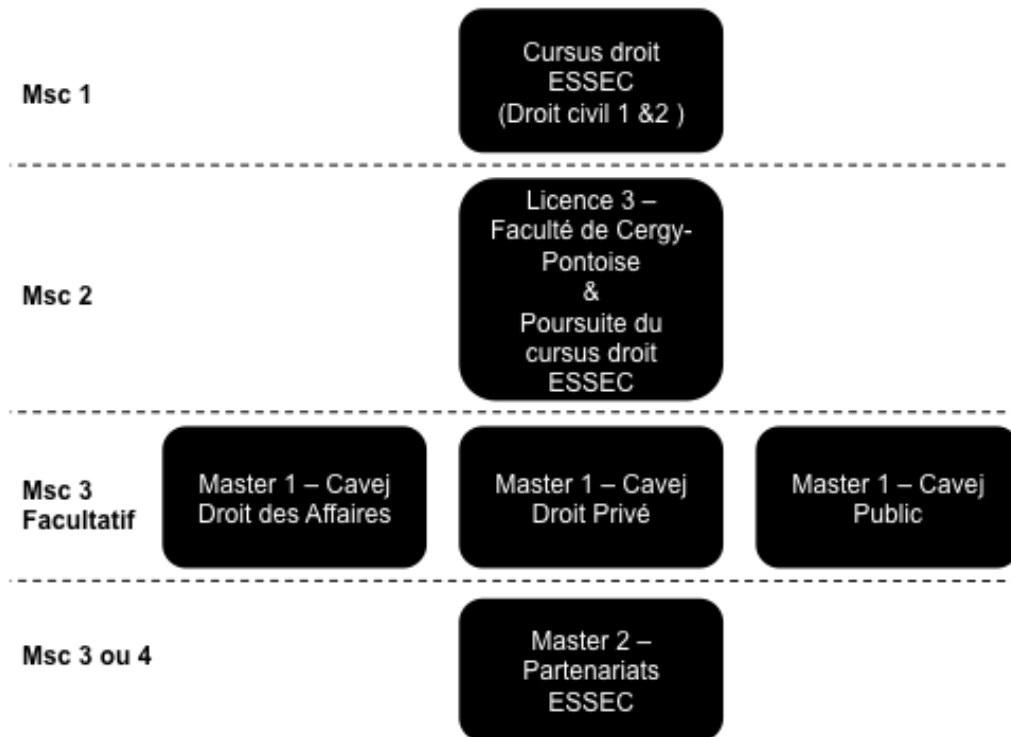 Msc 1
Cursus droit
ESSEC
(Droit civil 1 &2 )
Msc 2
Licence 3 –
Faculté de Cergy-
Pontoise
&
Poursuite du
cursus droit
ESSEC
Msc 3
Facultatif
Master 1 – Cavej
Droit des Affaires
Master 1 – Cavej
Droit Privé
Master 1 – Cavej
Public
Msc 3 ou 4
Master 2 –
Partenariats
ESSEC